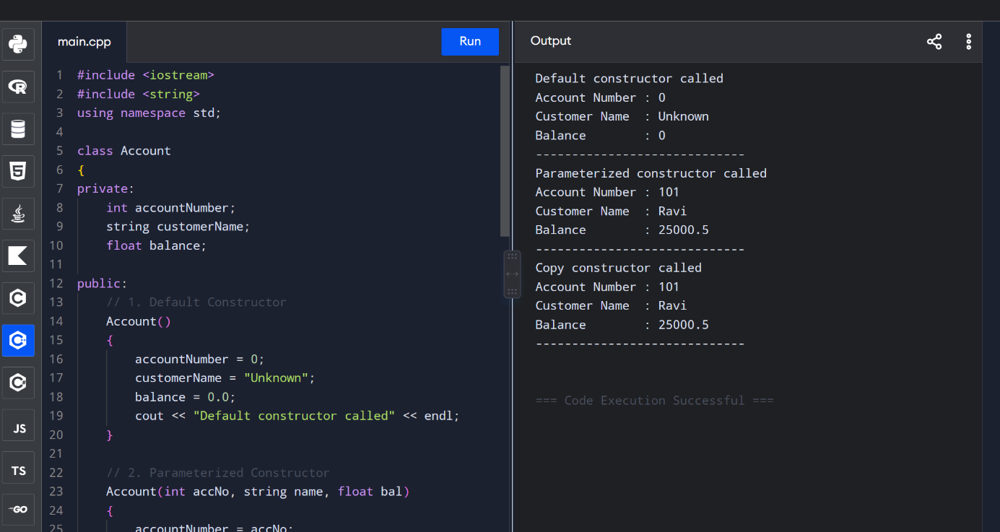 main.cpp
Run
1 #include <iostream>
2 #include <string>
3 using namespace std;
4
5 class Account
6 {
7 private:
8 int accountNumber;
9 string customerName;
10 float balance;
11
12 public:
13 // 1. Default Constructor
14 Account()
15 {
16 accountNumber = 0;
17 customerName = "Unknown";
18 balance = 0.0;
19 cout << "Default constructor called" << endl;
20 }
21
22 // 2. Parameterized Constructor
23 Account(int accNo, string name, float bal)
24 {
25 accountNumber = accNo;
Output
Default constructor called
Account Number : 0
Customer Name  : Unknown
Balance        : 0
-----------------------------
Parameterized constructor called
Account Number : 101
Customer Name  : Ravi
Balance        : 25000.5
-----------------------------
Copy constructor called
Account Number : 101
Customer Name  : Ravi
Balance        : 25000.5
-----------------------------
=== Code Execution Successful ===
R
5
C
C++
C#
JS
TS
GO